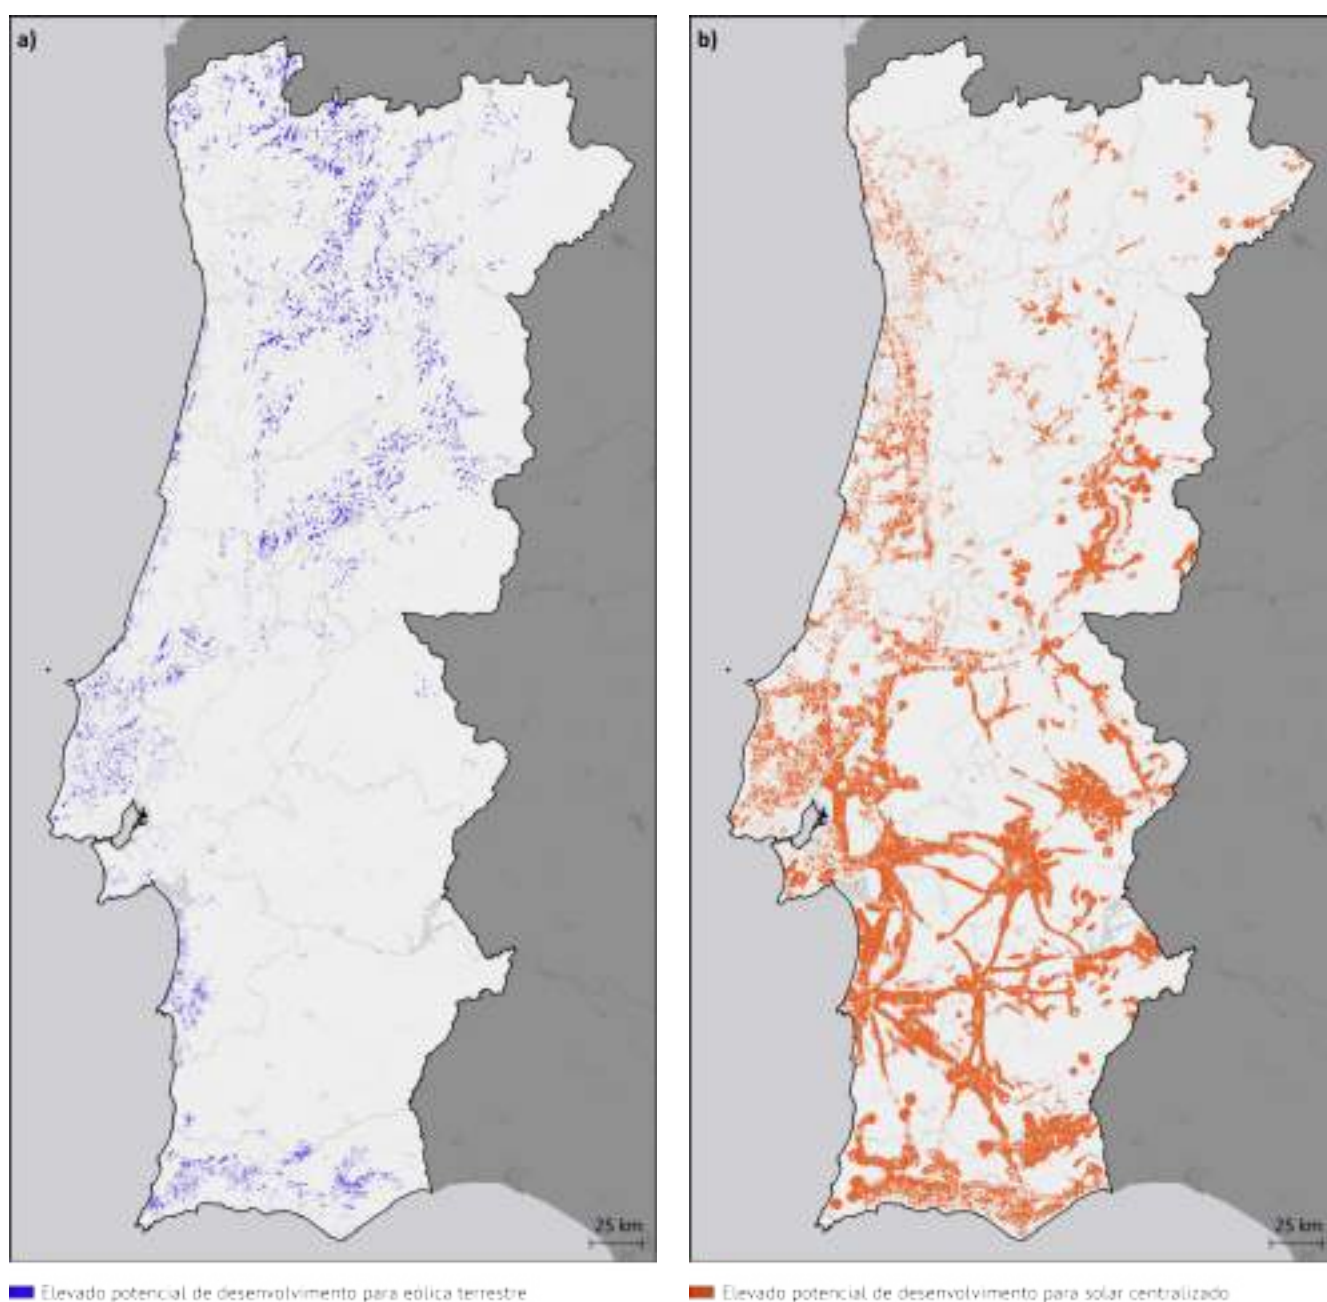 a)
b)
25 km
25 km
Elevado potencial de desenvolvimento para eólica terrestre
Elevado potencial de desenvolvimento para solar centralizado